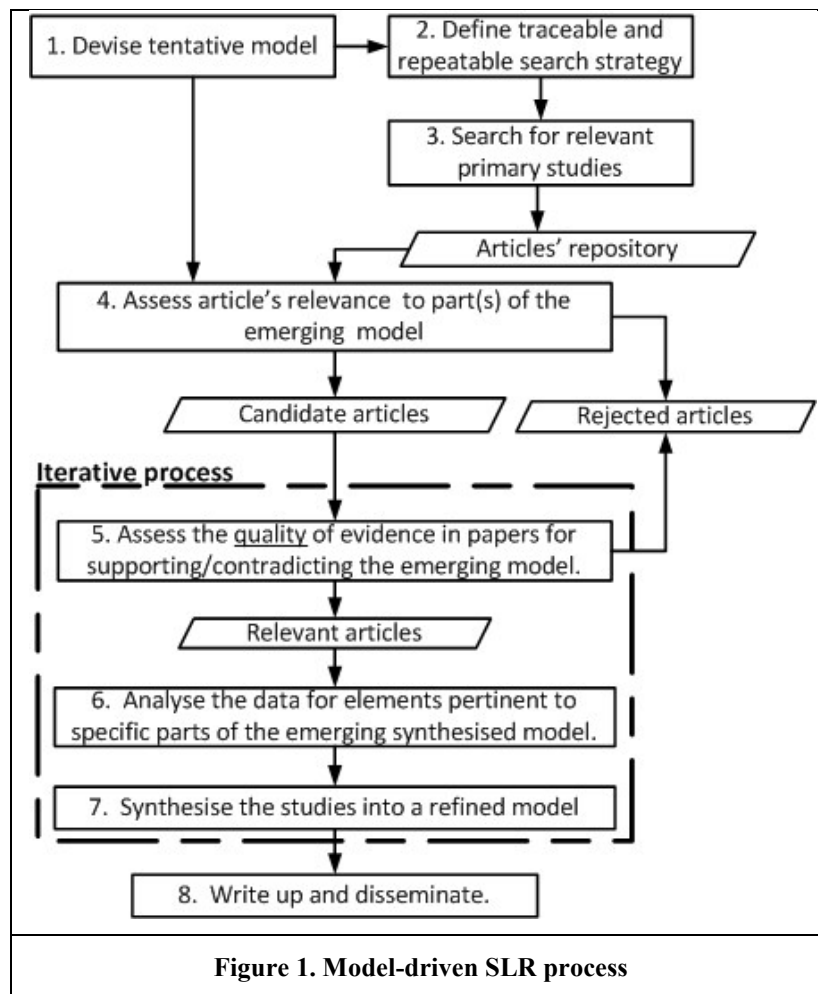 1. Devise tentative model
2. Define traceable and
repeatable search strategy
3. Search for relevant
primary studies
Articles’ repository
4. Assess article’s relevance to part(s) of the
emerging model
Candidate articles
Rejected articles
Iterative process
5. Assess the quality of evidence in papers for
supporting/contradicting the emerging model.
Relevant articles
6. Analyse the data for elements pertinent to
specific parts of the emerging synthesised model.
7. Synthesise the studies into a refined model
8. Write up and disseminate.
Figure 1. Model-driven SLR process